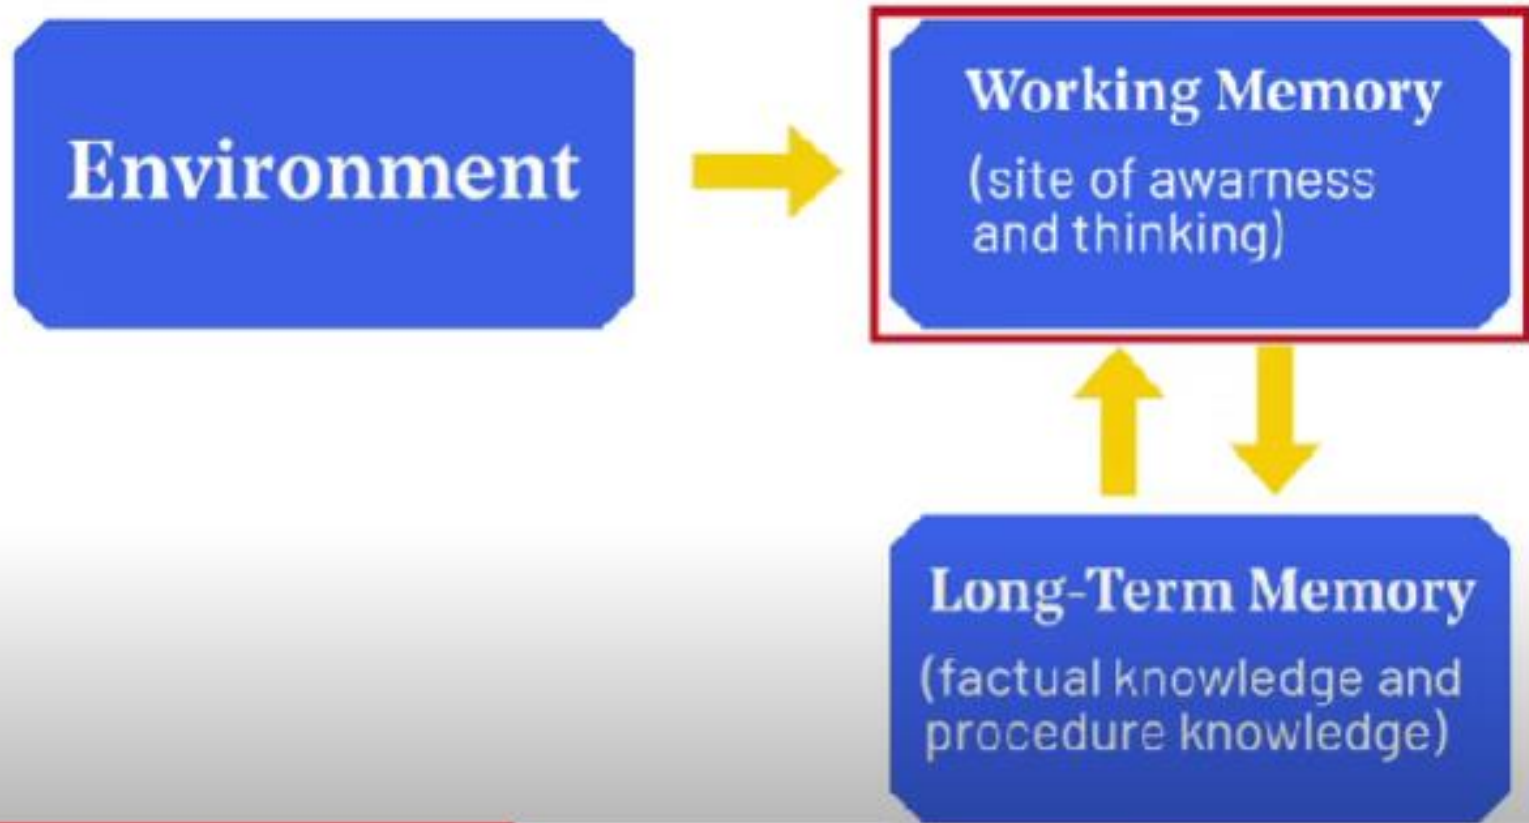 Environment
Working Memory
(site of awarness
and thinking)
Long-Term Memory
(factual knowledge and
procedure knowledge)